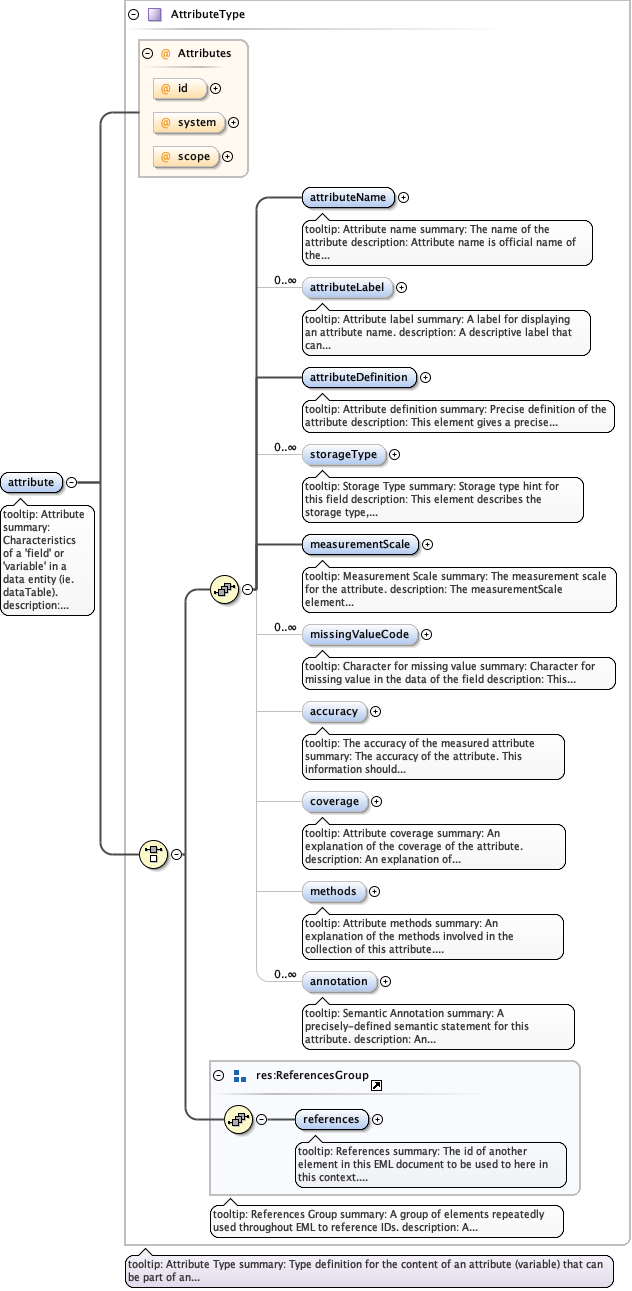 AttributeType
@ Attributes
@ id
@ system
@ scope
attributeName
tooltip: Attribute name summary: The name of the
attribute description: Attribute name is official name of
the...
0..∞
attributeLabel
tooltip: Attribute label summary: A label for displaying
an attribute name. description: A descriptive label that
can...
attributeDefinition
tooltip: Attribute definition summary: Precise definition of the
attribute description: This element gives a precise...
0..∞
storageType
tooltip: Storage Type summary: Storage type hint for
this field description: This element describes the
storage type,...
attribute
tooltip: Attribute
summary:
Characteristics
of a 'field' or
'variable' in a
data entity (ie.
dataTable).
description:...
measurementScale
tooltip: Measurement Scale summary: The measurement scale
for the attribute. description: The measurementScale
element...
0..∞
missingValueCode
tooltip: Character for missing value summary: Character for
missing value in the data of the field description: This...
accuracy
tooltip: The accuracy of the measured attribute
summary: The accuracy of the attribute. This
information should...
coverage
tooltip: Attribute coverage summary: An
explanation of the coverage of the attribute.
description: An explanation of...
methods
tooltip: Attribute methods summary: An
explanation of the methods involved in the
collection of this attribute....
0..∞
annotation
tooltip: Semantic Annotation summary: A
precisely-defined semantic statement for this
attribute. description: An...
res:ReferencesGroup
references
tooltip: References summary: The id of another
element in this EML document to be used to here in
this context....
tooltip: References Group summary: A group of elements repeatedly
used throughout EML to reference IDs. description: A...
tooltip: Attribute Type summary: Type definition for the content of an attribute (variable) that can
be part of an...